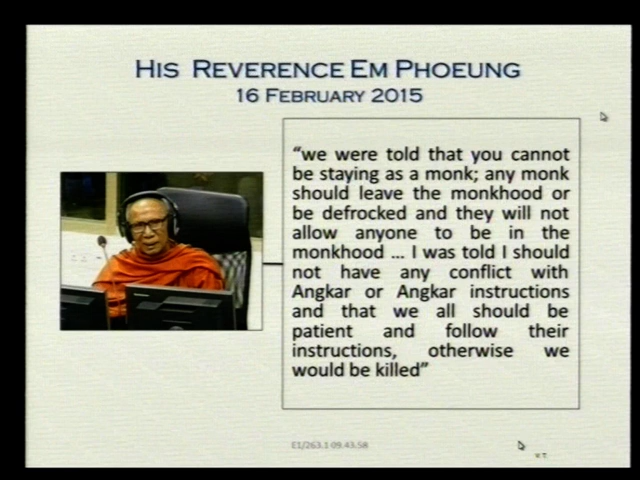 HIS REVERENCE EM PHOEUNG
16 FEBRUARY 2015
“we were told that you cannot
be staying as a monk; any monk
should leave the monkhood or
be defrocked and they will not
allow anyone to be in the
monkhood ... I was told I should
not have any conflict with
Angkar or Angkar instructions
and that we all should be
patient and follow their
instructions, otherwise we
would be killed”
E1/263.1 09.43.58
V.T.